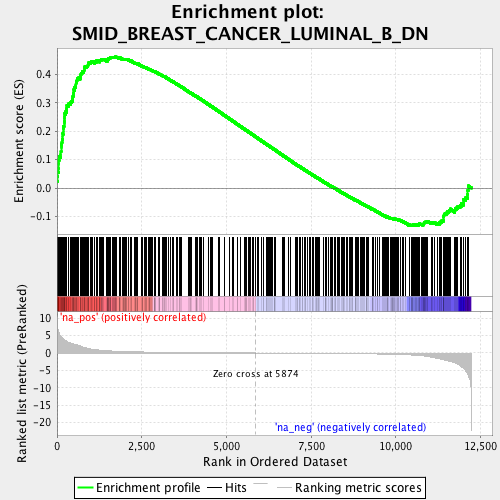 Enrichment plot:
SMID_BREAST_CANCER_LUMINAL_B_DN
Enrichment score (ES)
0.4
0.3
0.2
0.1
0.0
-0.1
Ranked list metric (PreRanked)
10
5
0
-5
-10
-15
-20
'na_pos' (positively correlated)
Zero cross at 5874
'na_neg' (negatively correlated)
0
2,500
5,000
7,500
10,000
12,500
Rank in Ordered Dataset
Enrichment profile
Hits
Ranking metric scores